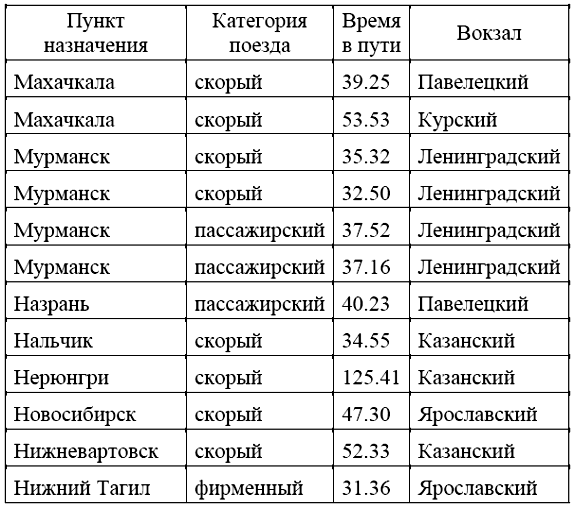 Пункт назначения Категория поезда Время в пути Вокзал
Махачкала скорый 39.25 Павелецкий
Махачкала скорый 53.53 Курский
Мурманск скорый 35.32 Ленинградский
Мурманск скорый 32.50 Ленинградский
Мурманск пассажирский 37.52 Ленинградский
Мурманск пассажирский 37.16 Ленинградский
Назрань пассажирский 40.23 Павелецкий
Нальчик скорый 34.55 Казанский
Нерюнгри скорый 125.41 Казанский
Новосибирск скорый 47.30 Ярославский
Нижневартовск скорый 52.33 Казанский
Нижний Тагил фирменный 31.36 Ярославский